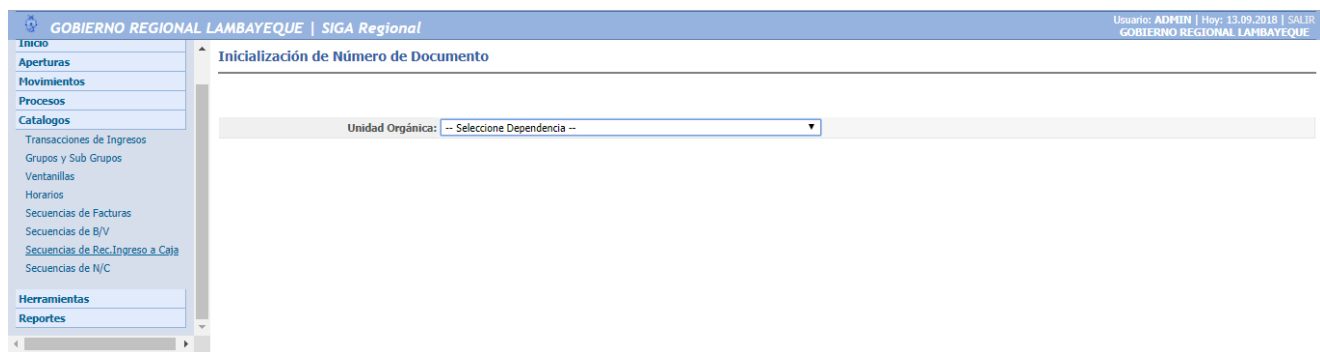 GOBIERNO REGIONAL LAMBAYEQUE | SIGA Regional
Usuario: ADMIN | Hoy: 13.09.2018 | SALIR
GOBIERNO REGIONAL LAMBAYEQUE
Inicio
Aperturas
Movimientos
Procesos
Catalogos
Transacciones de Ingresos
Grupos y Sub Grupos
Ventanillas
Horarios
Secuencias de Facturas
Secuencias de B/V
Secuencias de Rec.Ingreso a Caja
Secuencias de N/C
Herramientas
Reportes
Inicialización de Número de Documento
Unidad Orgánica: -- Seleccione Dependencia --